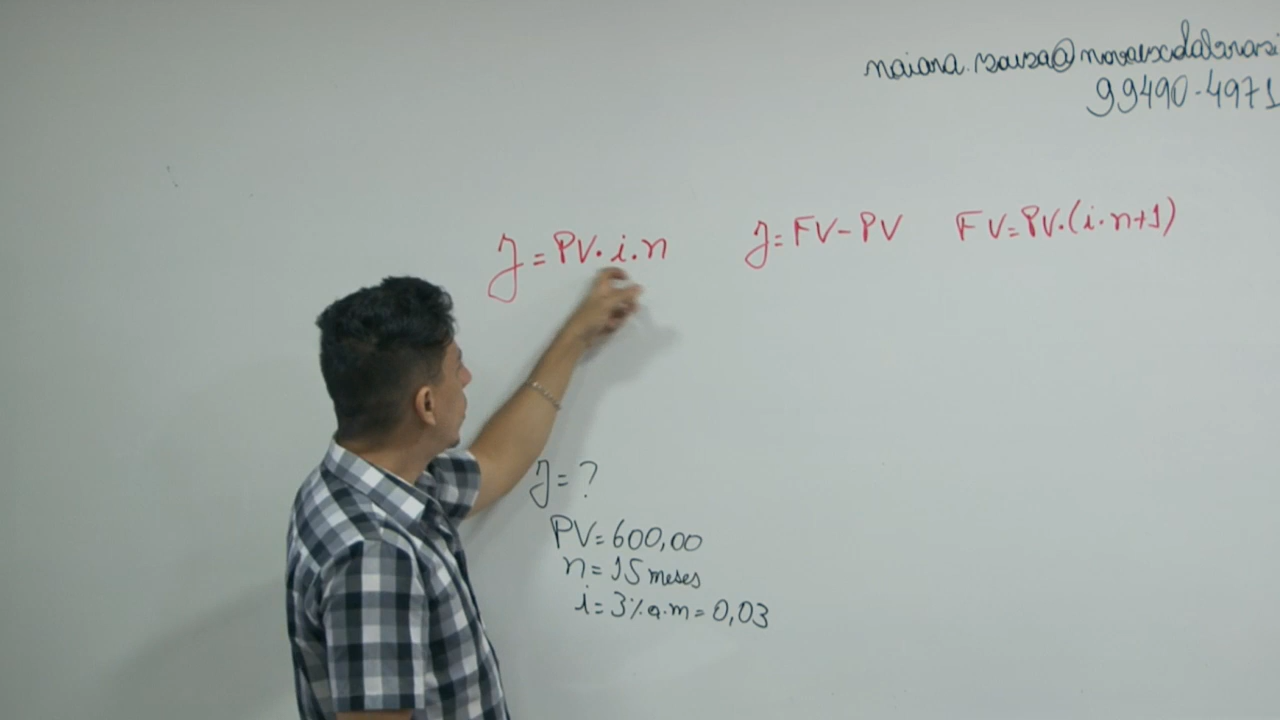 99490-4971
J=PV.i.n J=FV-PV FV=PV.(i.n+1)
J=?
PV=600,00
n=15 meses
i=3% a.m=0,03